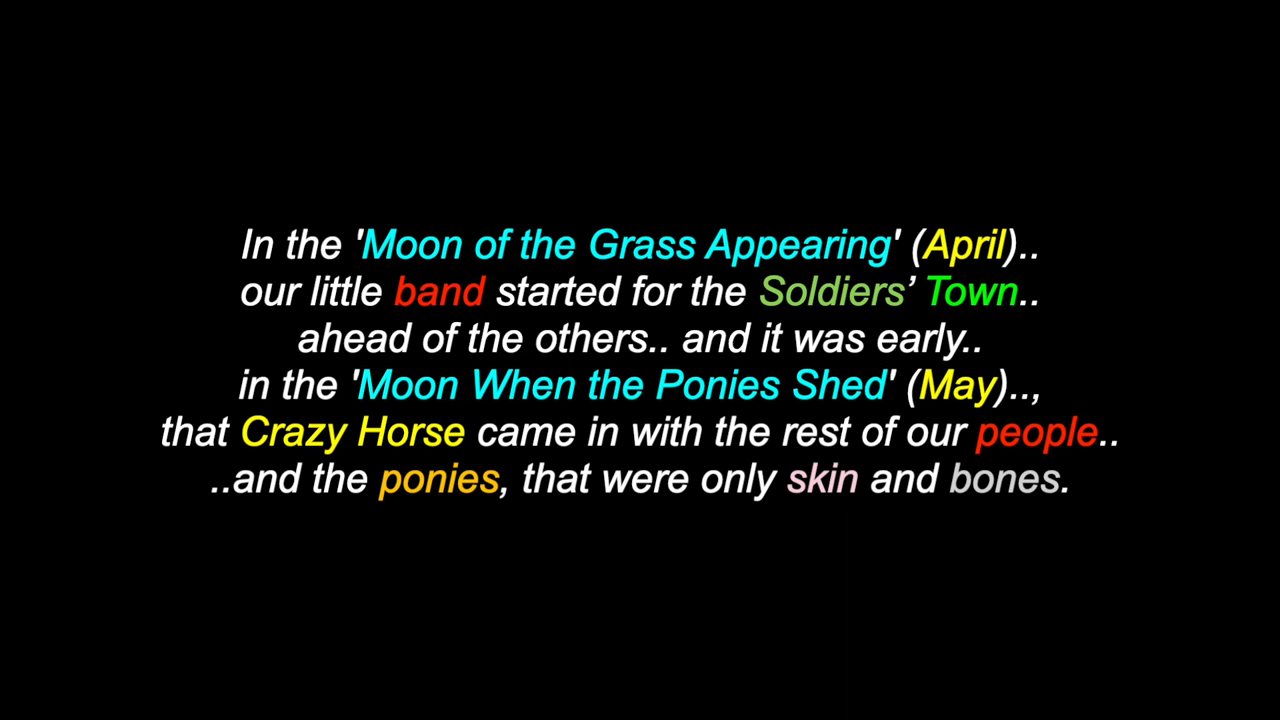 In the 'Moon of the Grass Appearing' (April)..
our little band started for the Soldiers’ Town..
ahead of the others.. and it was early..
in the 'Moon When the Ponies Shed' (May)..,
that Crazy Horse came in with the rest of our people..
..and the ponies, that were only skin and bones.